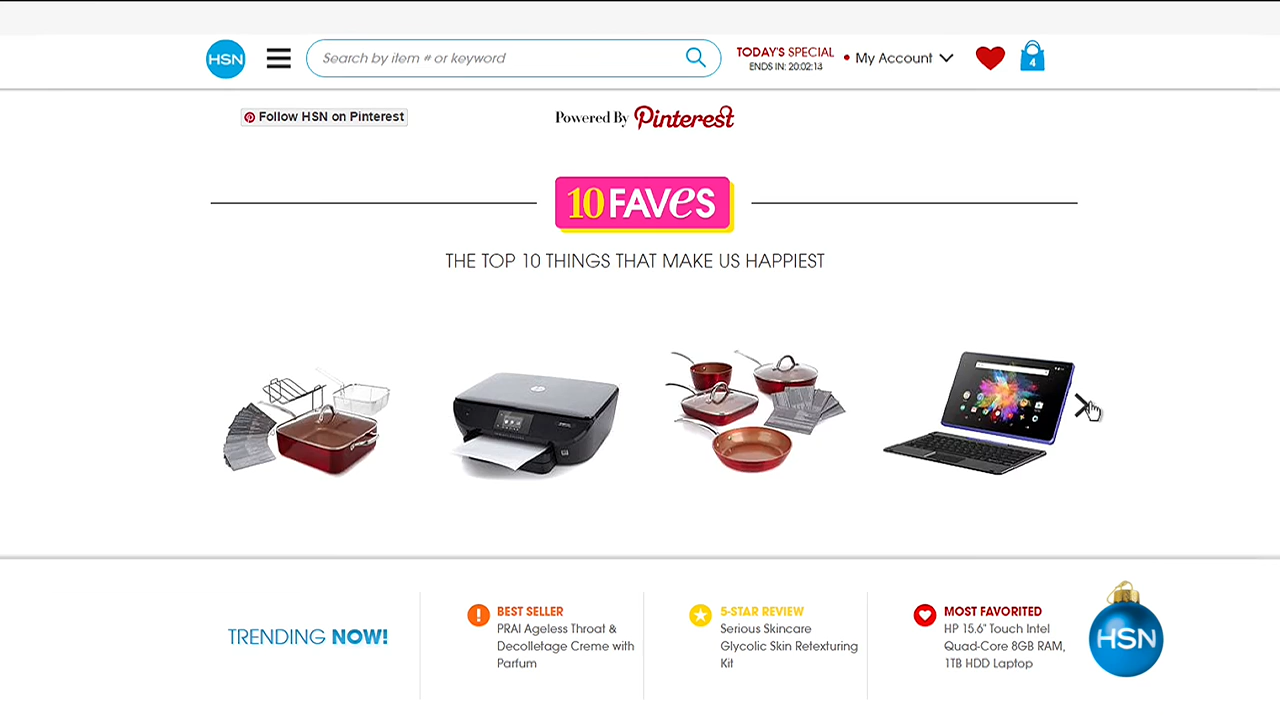 HSN
Search by item # or keyword
TODAY'S SPECIAL
ENDS IN: 20:02:14
My Account
4
Follow HSN on Pinterest
Powered By Pinterest
10 FAVeS
THE TOP 10 THINGS THAT MAKE US HAPPIEST
TRENDING NOW!
BEST SELLER
PRAI Ageless Throat &
Decolletage Creme with
Parfum
5-STAR REVIEW
Serious Skincare
Glycolic Skin Retexturing
Kit
MOST FAVORITED
HP 15.6" Touch Intel
Quad-Core 8GB RAM,
1TB HDD Laptop
HSN